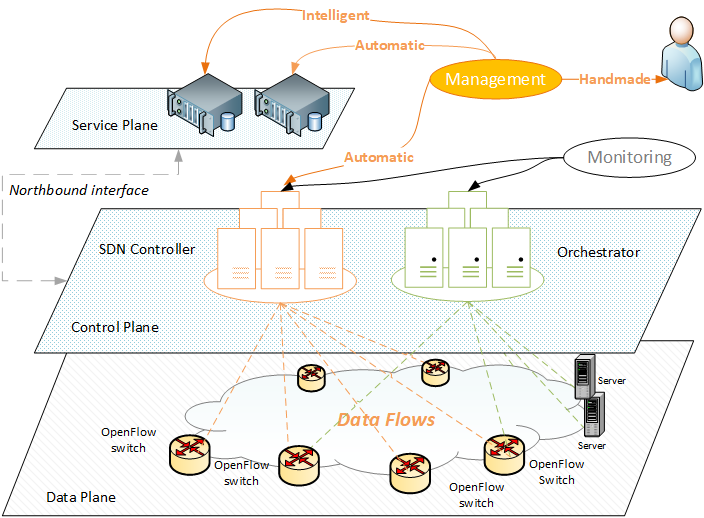 Intelligent
Automatic
Management
Handmade
Service Plane
Automatic
Monitoring
Northbound interface
SDN Controller
Orchestrator
Control Plane
Server
Data Flows
OpenFlow
switch
OpenFlow
switch
OpenFlow
switch
OpenFlow
Switch
Server
Data Plane